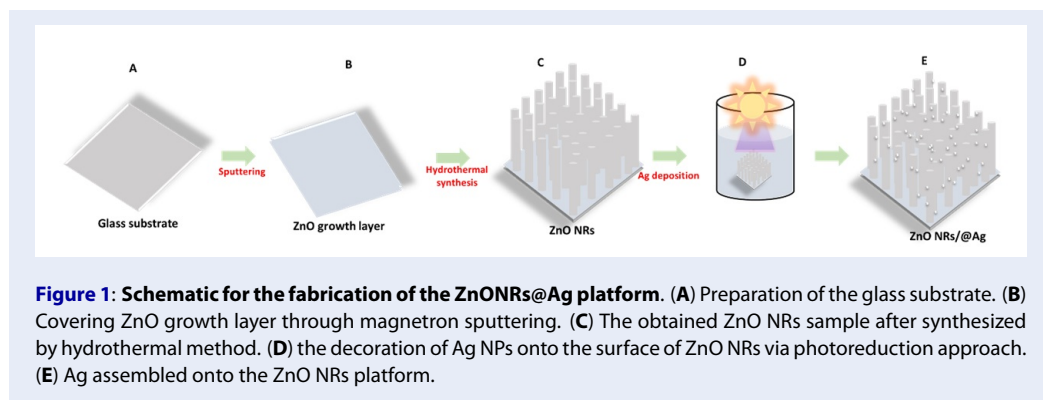 A
B
C
D
E
Sputtering
Hydrothermal
synthesis
Ag deposition
Glass substrate
ZnO growth layer
ZnO NRs
ZnO NRs/@Ag
Figure 1: Schematic for the fabrication of the ZnONRs@Ag platform. (A) Preparation of the glass substrate. (B)
Covering ZnO growth layer through magnetron sputtering. (C) The obtained ZnO NRs sample after synthesized
by hydrothermal method. (D) the decoration of Ag NPs onto the surface of ZnO NRs via photoreduction approach.
(E) Ag assembled onto the ZnO NRs platform.